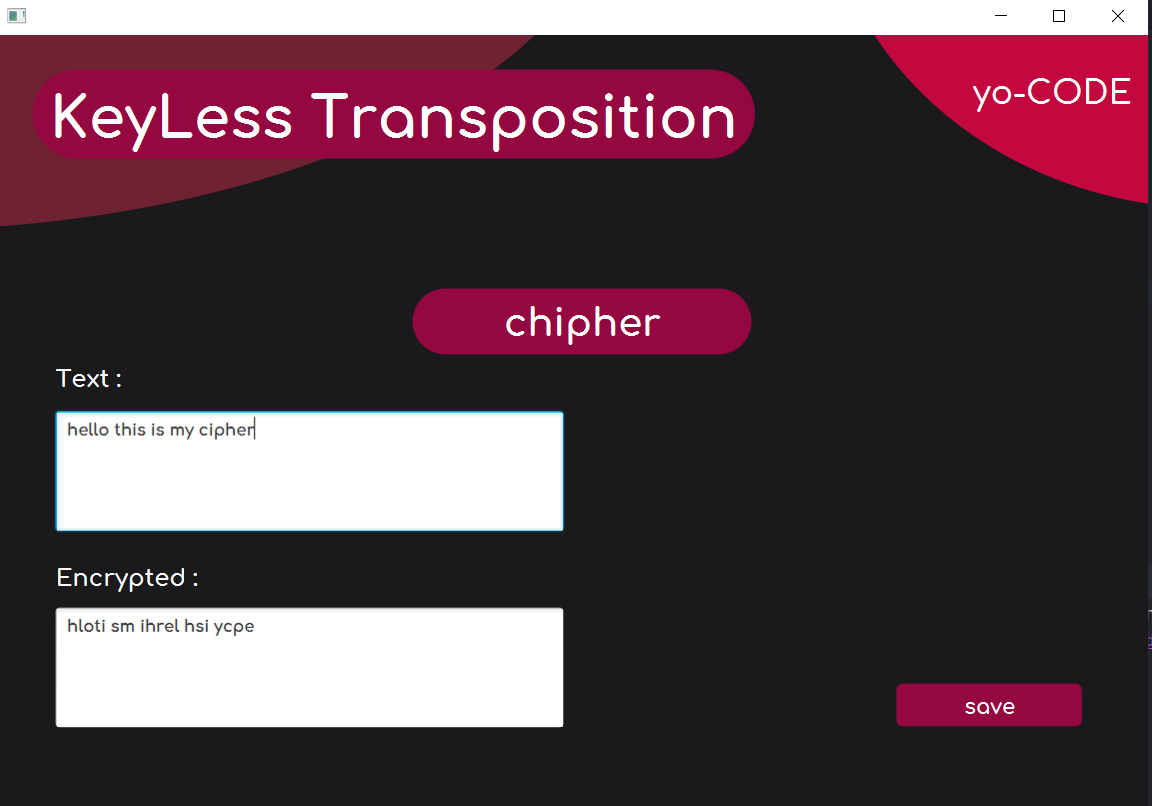 KeyLess Transposition
yo-CODE
chipher
Text :
hello this is my cipher
Encrypted :
hloti sm ihrel hsi ycpe
save